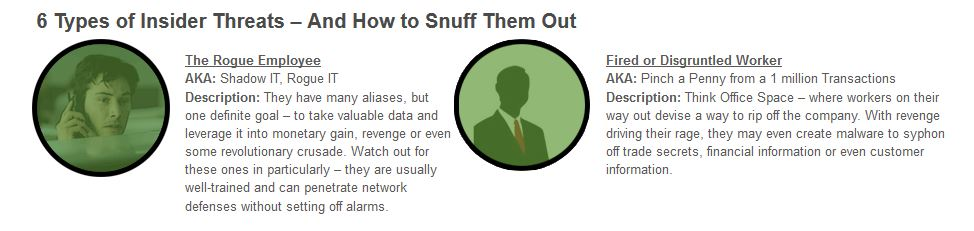 6 Types of Insider Threats – And How to Snuff Them Out
The Rogue Employee
AKA: Shadow IT, Rogue IT
Description: They have many aliases, but
one definite goal – to take valuable data and
leverage it into monetary gain, revenge or even
some revolutionary crusade. Watch out for
these ones in particularly – they are usually
well-trained and can penetrate network
defenses without setting off alarms.
Fired or Disgruntled Worker
AKA: Pinch a Penny from a 1 million Transactions
Description: Think Office Space – where workers on their
way out devise a way to rip off the company. With revenge
driving their rage, they may even create malware to syphon
off trade secrets, financial information or even customer
information.